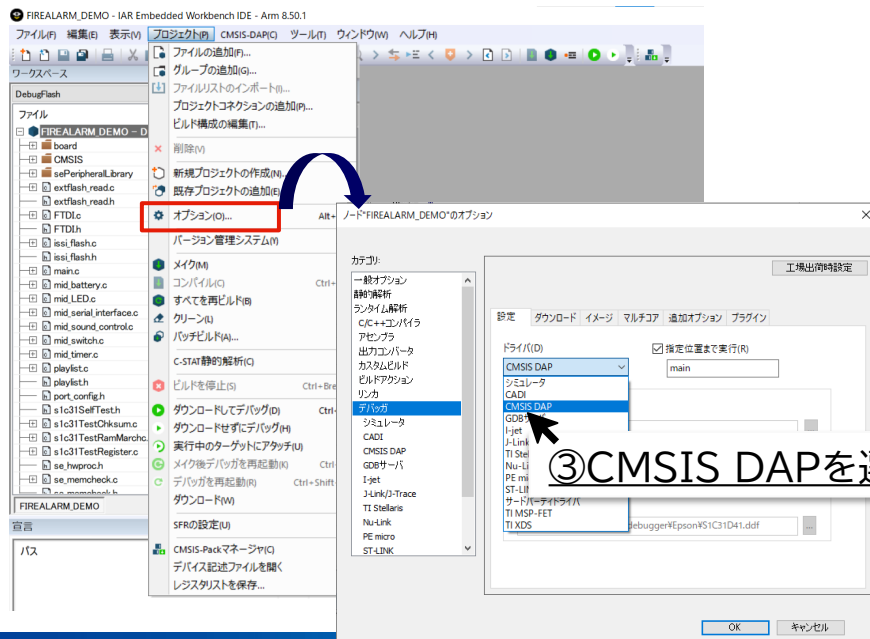 FIREALARM_DEMO - IAR Embedded Workbench IDE - Arm 8.50.1
ファイル(F) 編集(E) 表示(V) プロジェクト(P) CMSIS-DAP(C) ツール(T) ウィンドウ(W) ヘルプ(H)
ワークスペース
DebugFlash
ファイル
FIREALARM_DEMO - D
board
CMSIS
sePeripheralLibrary
extflash_read.c
extflash_read.h
FTDI.c
FTDI.h
issi_flash.c
issi_flash.h
main.c
mid_battery.c
mid_LED.c
mid_serial_interface.c
mid_sound_control.c
mid_switch.c
mid_timer.c
playlist.c
playlist.h
port_config.h
s1c31SelfTest.h
s1c31TestChksum.c
s1c31TestRamMarchc.
s1c31TestRegister.c
se_hwproc.h
se_memcheck.c
se_memcheck.h
FIREALARM_DEMO
宣言
パス
ファイルの追加(F)...
グループの追加(G)...
ファイルリストのインポート(I)...
プロジェクトコネクションの追加(P)...
ビルド構成の編集(T)...
削除(V)
新規プロジェクトの作成(N)...
既存プロジェクトの追加(E)
オプション(O)... Alt+
バージョン管理システム(Y)
メイク(M)
コンパイル(C) Ctrl+
すべてを再ビルド(B)
クリーン(L)
バッチビルド(A)...
C-STAT静的解析(C)
ビルドを停止(S) Ctrl+Bre
ダウンロードしてデバッグ(D) Ctrl-
ダウンロードせずにデバッグ(H)
実行中のターゲットにアタッチ(U)
メイク後デバッガを再起動(K) Ctrl
デバッガを再起動(R) Ctrl+Shift
ダウンロード(W)
SFRの設定(U)
CMSIS-Packマネージャ(C)
デバイス記述ファイルを開く
レジスタリストを保存...
ノード"FIREALARM_DEMO"のオプション
カテゴリ:
一般オプション
静的解析
ランタイム解析
C/C++コンパイラ
アセンブラ
出力コンバータ
カスタムビルド
ビルドアクション
リンカ
デバッガ
シミュレータ
CADI
CMSIS DAP
GDBサーバ
I-jet
J-Link/J-Trace
TI Stellaris
Nu-Link
PE micro
ST-LINK
工場出荷時設定
設定 ダウンロード イメージ マルチコア 追加オプション プラグイン
ドライバ(D)
指定位置まで実行(R)
CMSIS DAP
main
シミュレータ
CADI
CMSIS DAP
GDBサ
I-jet
J-Link
TI Stel
Nu-Li
PE mi
ST-LI
サードパーティドライバ
TI MSP-FET
TI XDS
③CMSIS DAPを
debugger¥Epson¥S1C31D41.ddf
...
OK キャンセル